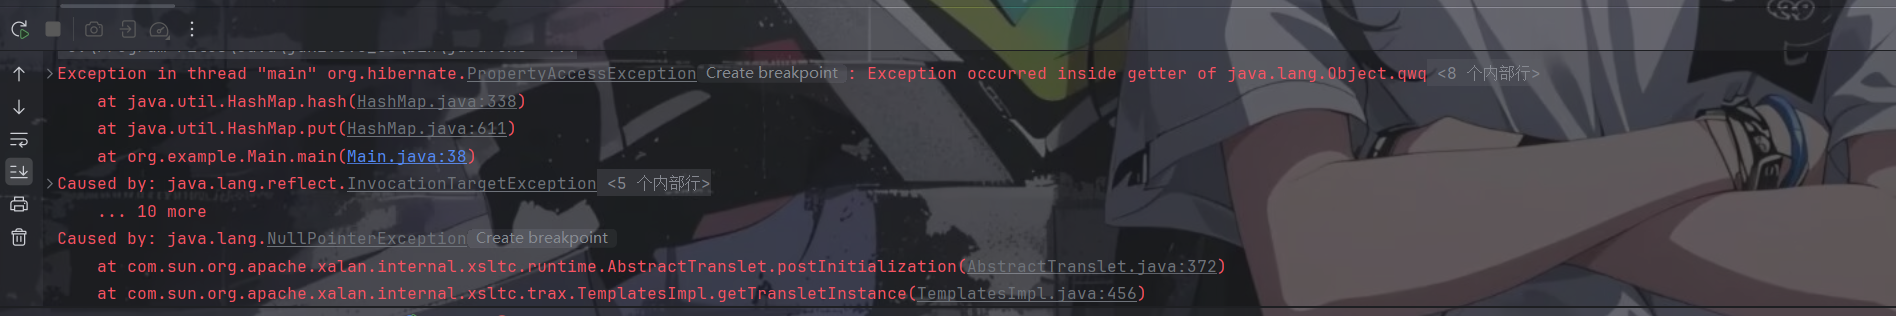 Exception in thread "main" org.hibernate.PropertyAccessException Create breakpoint : Exception occurred inside getter of java.lang.Object.qwq <8 个内部行>
at java.util.HashMap.hash(HashMap.java:338)
at java.util.HashMap.put(HashMap.java:611)
at org.example.Main.main(Main.java:38)
Caused by: java.lang.reflect.InvocationTargetException <5 个内部行>
... 10 more
Caused by: java.lang.NullPointerException Create breakpoint
at com.sun.org.apache.xalan.internal.xsltc.runtime.AbstractTranslet.postInitialization(AbstractTranslet.java:372)
at com.sun.org.apache.xalan.internal.xsltc.trax.TemplatesImpl.getTransletInstance(TemplatesImpl.java:456)